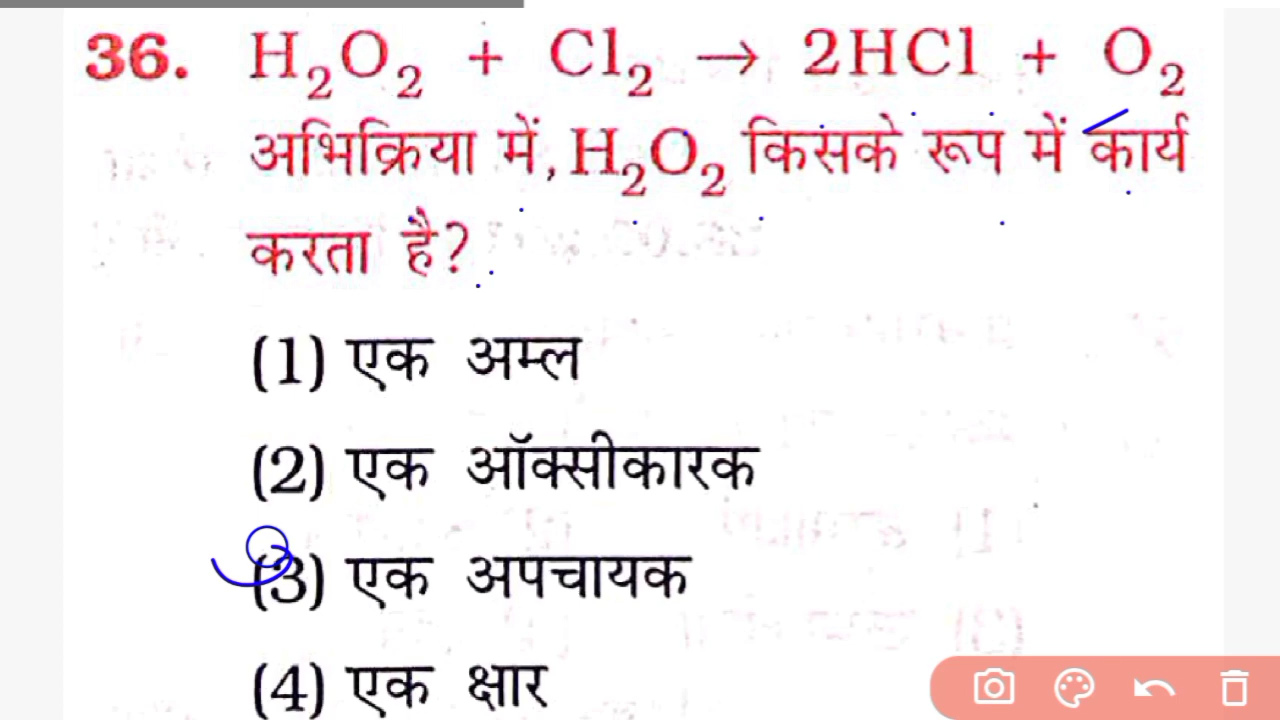 36. H₂O₂ + Cl₂ → 2HCl + O₂
अभिक्रिया में, H₂O₂ किसके रूप में कार्य
करता है?
(1) एक अम्ल
(2) एक ऑक्सीकारक
(3) एक अपचायक
(4) एक क्षार